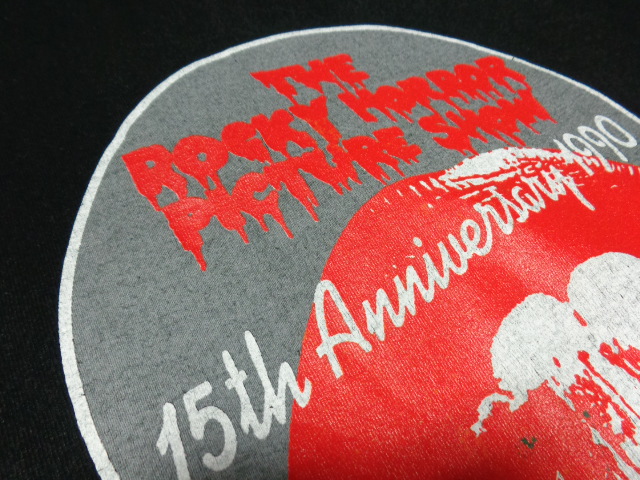 THE
ROCKY HORROR
PICTURE SHOW
15th Anniversary 1990